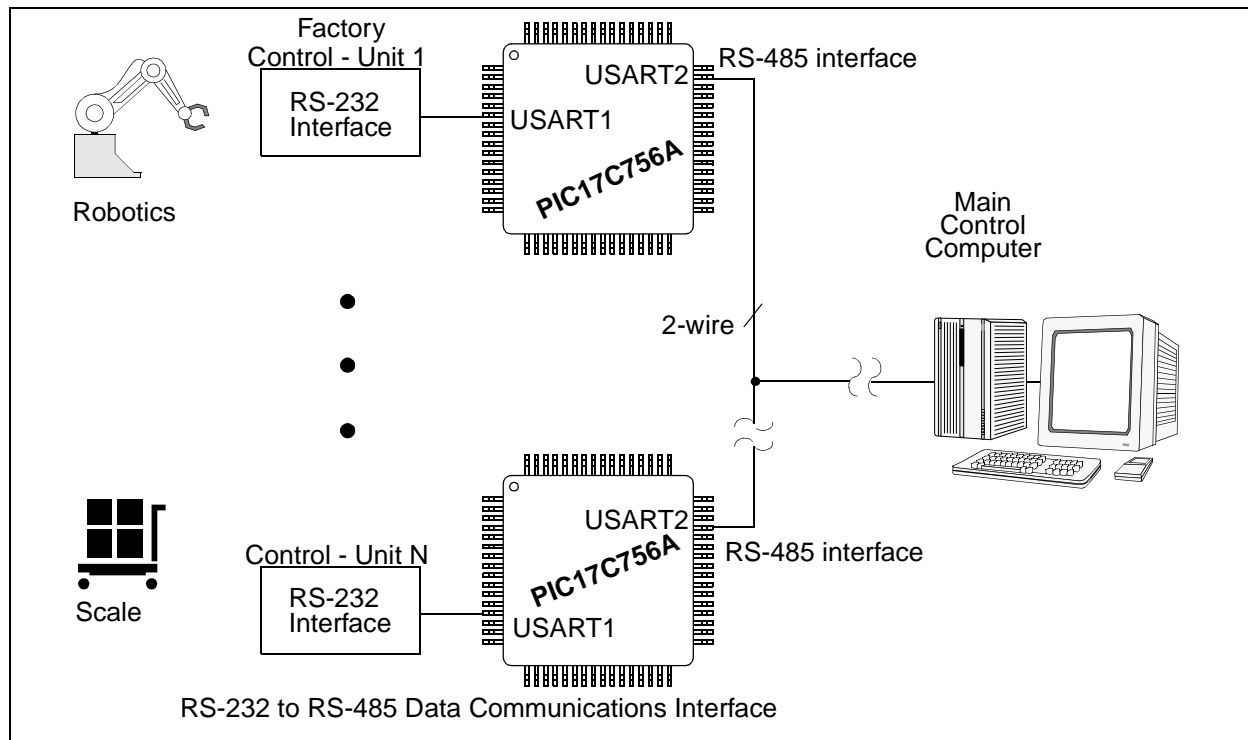 Factory
Control - Unit 1
RS-232
Interface
Robotics
USART2
USART1
PIC17C756A
RS-485 interface
2-wire
Main
Control
Computer
Scale
Control - Unit N
RS-232
Interface
USART2
PIC17C756A
USART1
RS-485 interface
RS-232 to RS-485 Data Communications Interface